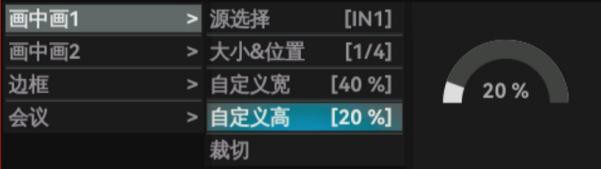 画中画1 >
画中画2 >
边框 >
会议 >
源选择 [IN1]
大小&位置 [1/4]
自定义宽 [40 %]
自定义高 [20 %]
裁切
20 %